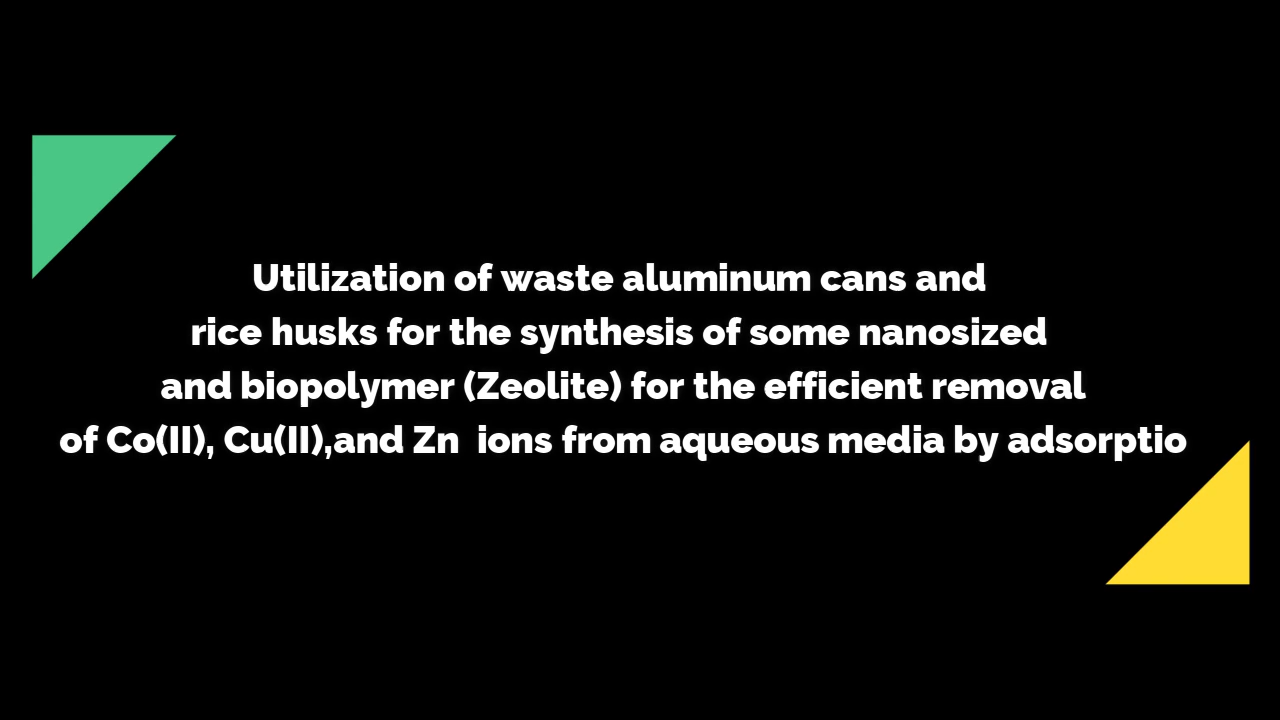 Utilization of waste aluminum cans and
rice husks for the synthesis of some nanosized
and biopolymer (Zeolite) for the efficient removal
of Co(II), Cu(II),and Zn  ions from aqueous media by adsorptio